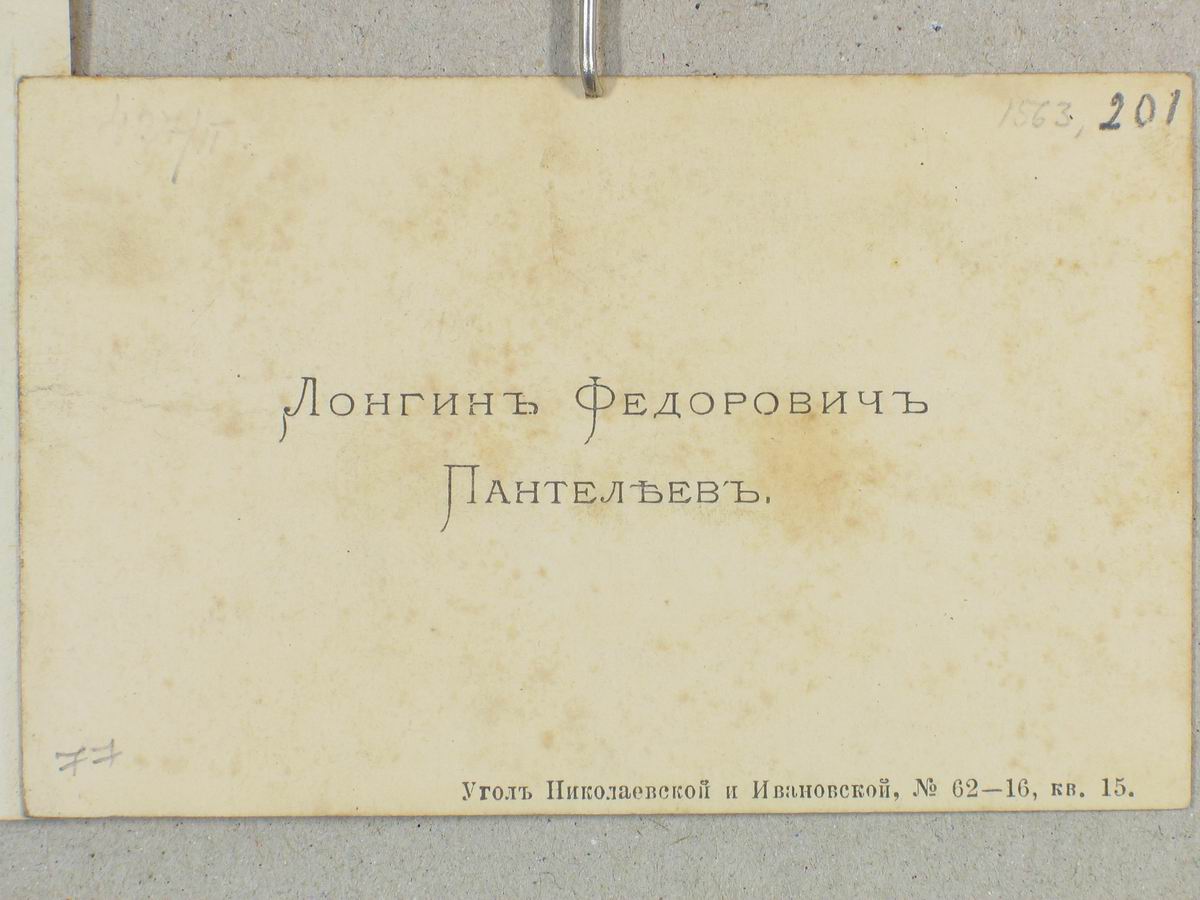 1563, 201
Лонгинъ Федоровичъ
Пантелѣевъ.
77
Уголъ Николаевской и Ивановской, № 62—16, кв. 15.